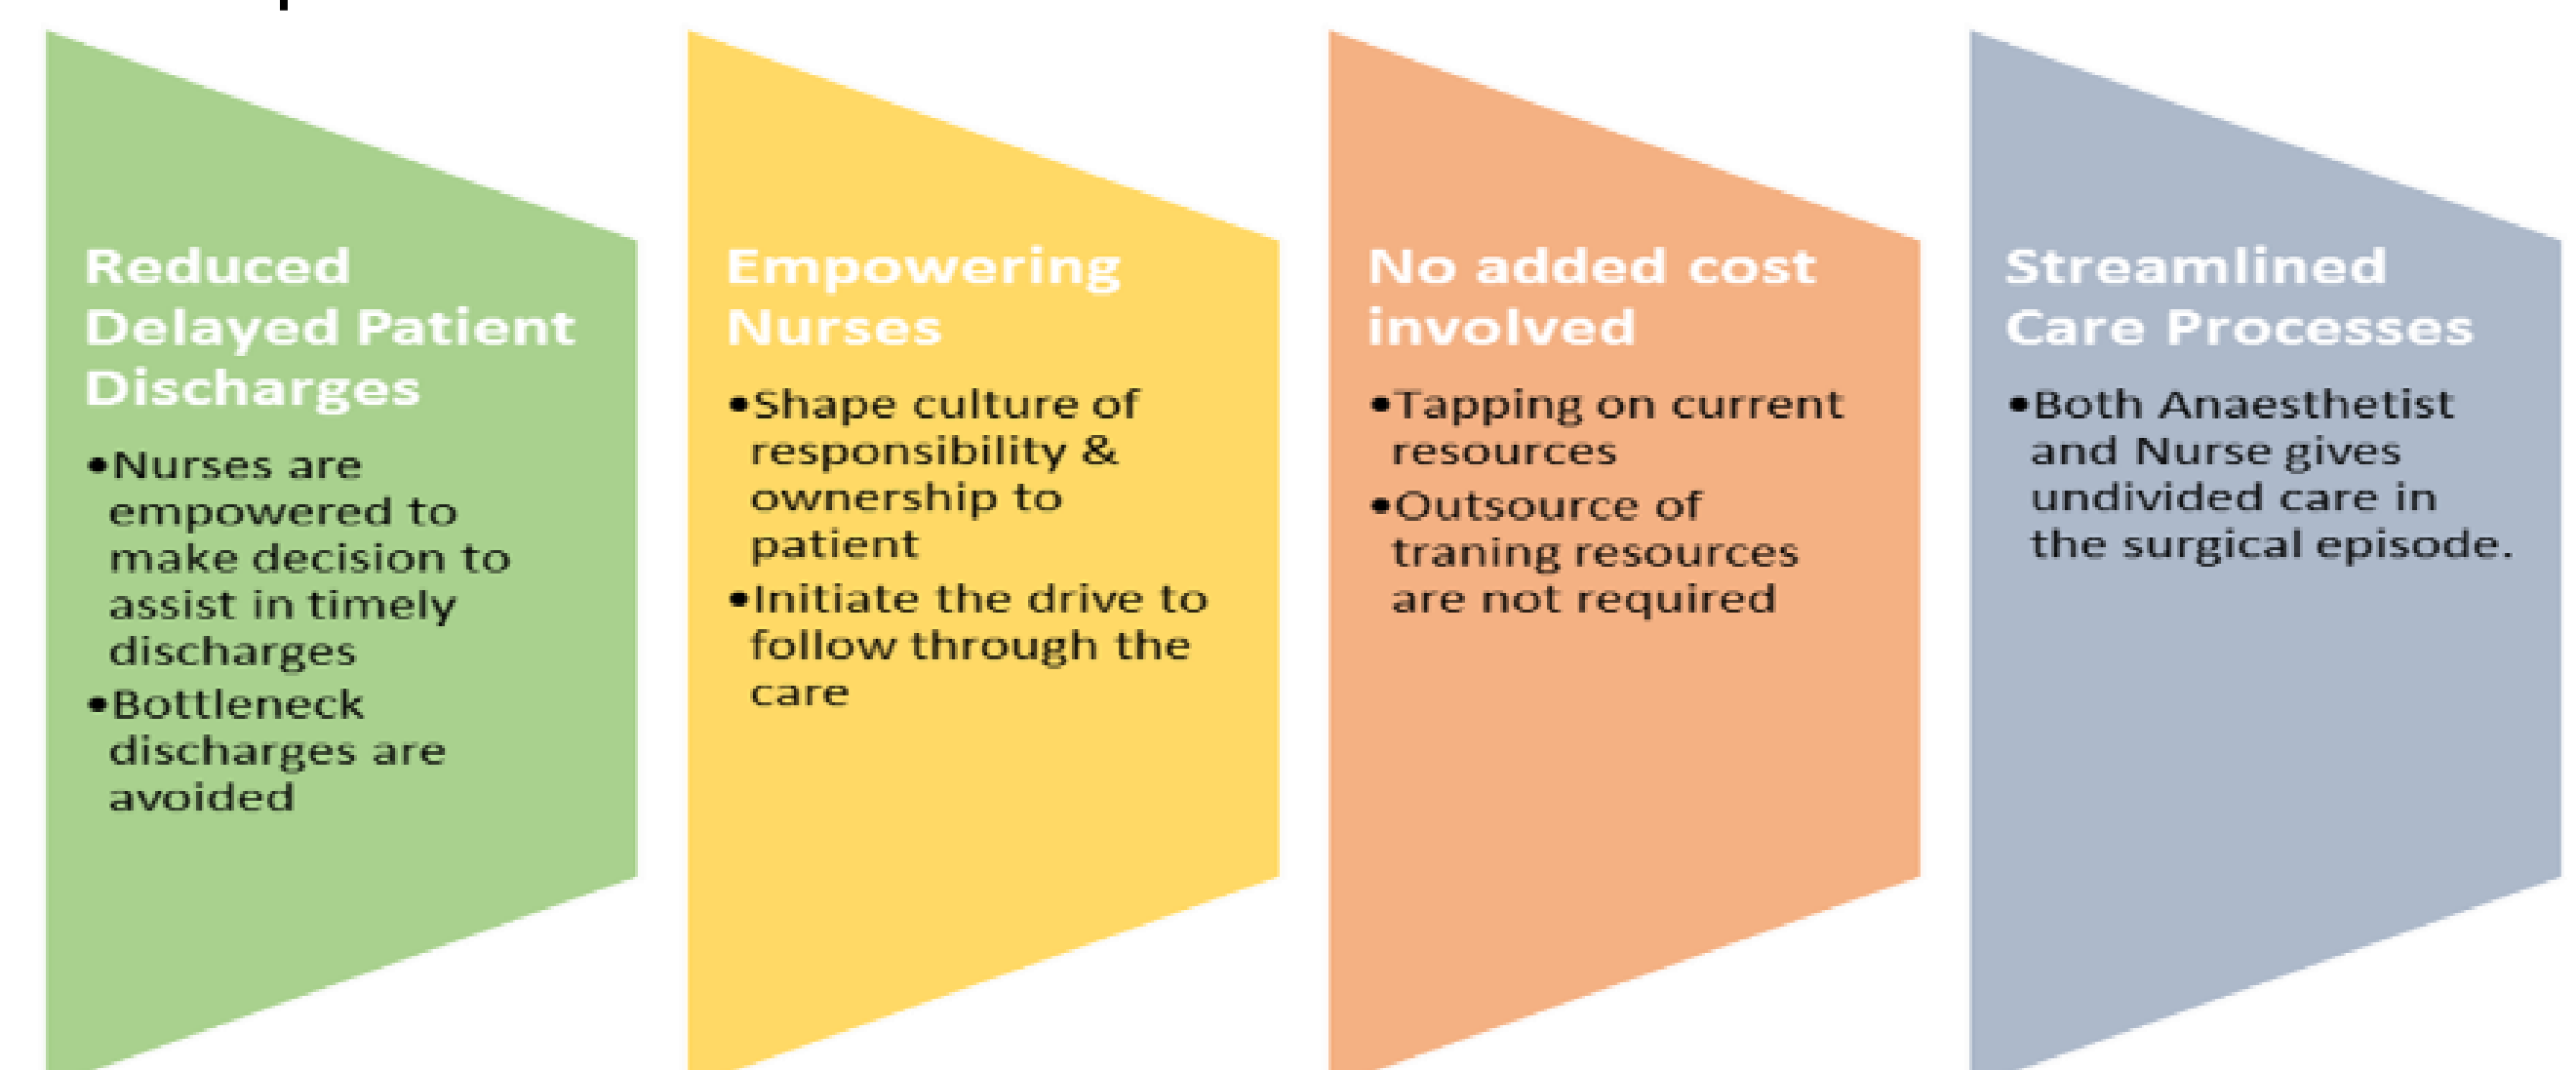 Reduced
Delayed Patient
Discharges
•Nurses are
empowered to
make decision to
assist in timely
discharges
•Bottleneck
discharges are
avoided
Empowering
Nurses
•Shape culture of
responsibility &
ownership to
patient
•Initiate the drive to
follow through the
care
No added cost
involved
•Tapping on current
resources
•Outsource of
traning resources
are not required
Streamlined
Care Processes
•Both Anaesthetist
and Nurse gives
undivided care in
the surgical episode.